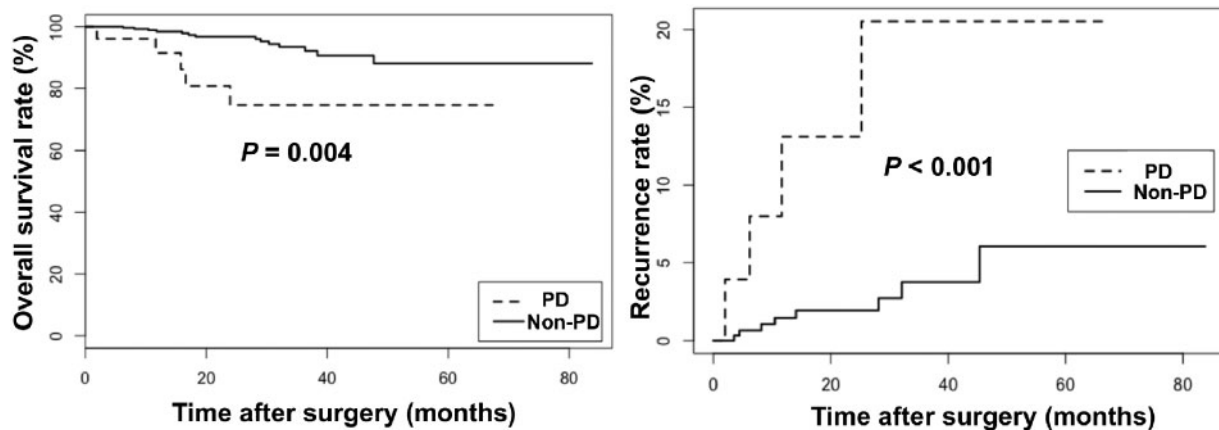 Overall survival rate (%)
100
80
60
40
20
0
P = 0.004
PD
Non-PD
0 20 40 60 80
Time after surgery (months)
Recurrence rate (%)
20
15
10
5
0
P < 0.001
PD
Non-PD
0 20 40 60 80
Time after surgery (months)